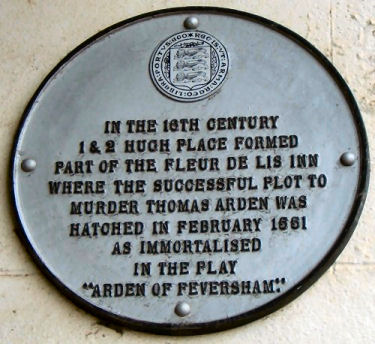 IN THE 16TH CENTURY
1 & 2 HUGH PLACE FORMED
PART OF THE FLEUR DE LIS INN
WHERE THE SUCCESSFUL PLOT TO
MURDER THOMAS ARDEN WAS
HATCHED IN FEBRUARY 1551
AS IMMORTALISED
IN THE PLAY
"ARDEN OF FEVERSHAM."